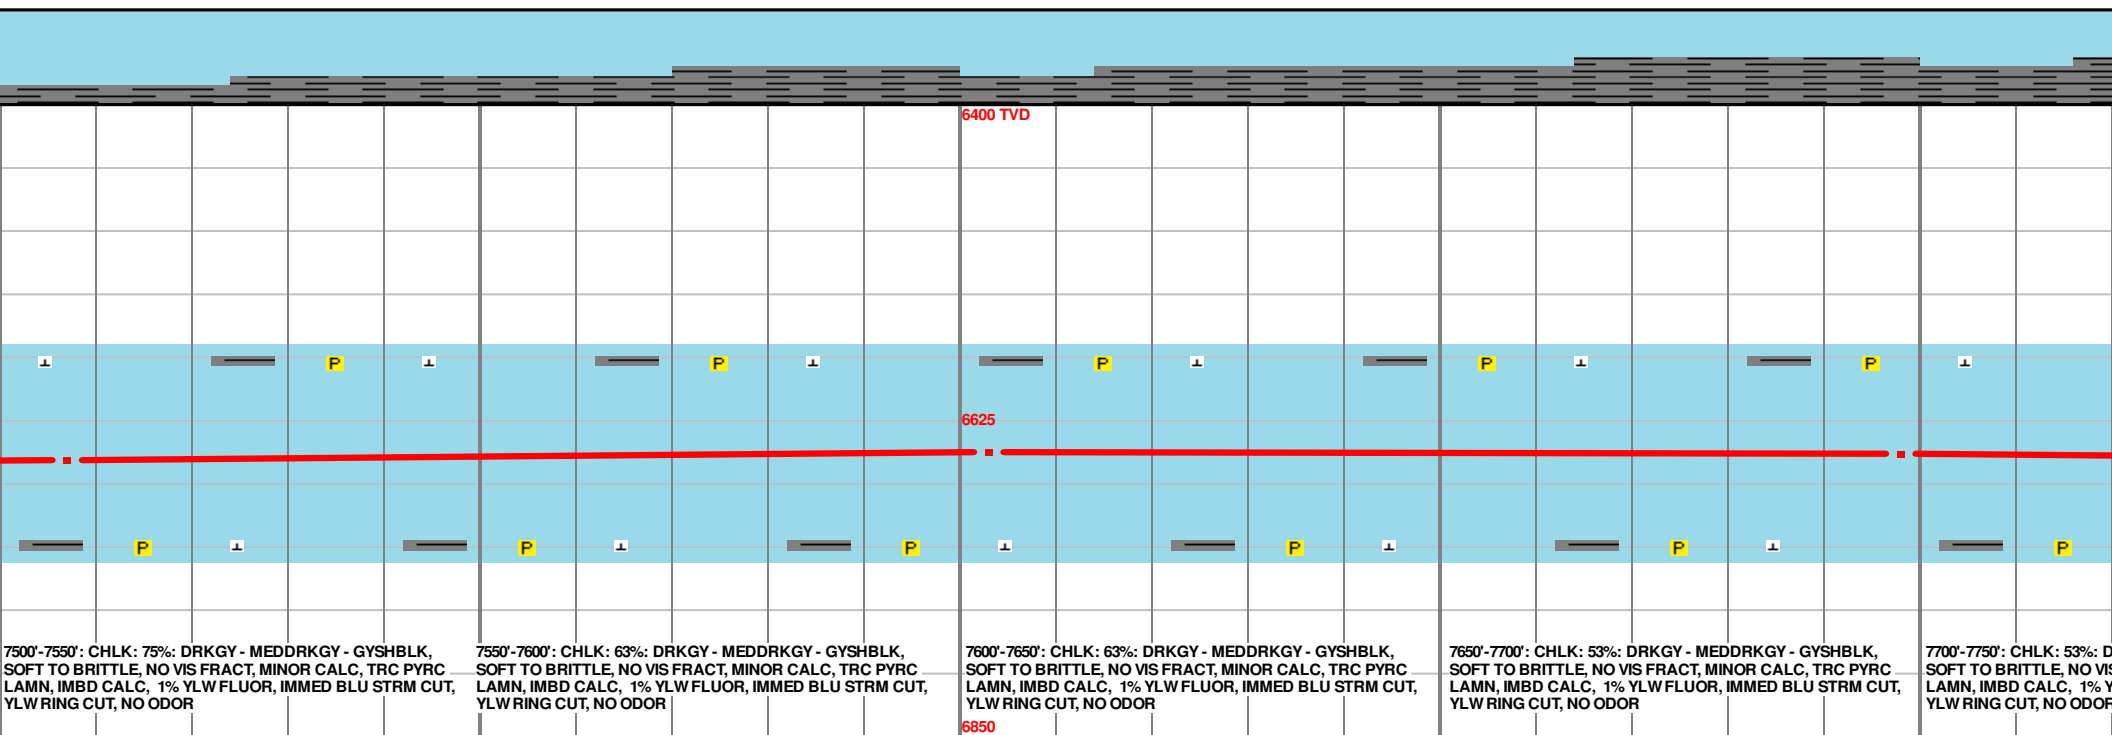 6400 TVD
P P P P P
6625
P P P P P P
7500'-7550': CHLK: 75%: DRKGY - MEDDRKGY - GYSHBLK,
SOFT TO BRITTLE, NO VIS FRACT, MINOR CALC, TRC PYRC
LAMN, IMBD CALC, 1% YLW FLUOR, IMMED BLU STRM CUT,
YLW RING CUT, NO ODOR
7550'-7600': CHLK: 63%: DRKGY - MEDDRKGY - GYSHBLK,
SOFT TO BRITTLE, NO VIS FRACT, MINOR CALC, TRC PYRC
LAMN, IMBD CALC, 1% YLW FLUOR, IMMED BLU STRM CUT,
YLW RING CUT, NO ODOR
7600'-7650': CHLK: 63%: DRKGY - MEDDRKGY - GYSHBLK,
SOFT TO BRITTLE, NO VIS FRACT, MINOR CALC, TRC PYRC
LAMN, IMBD CALC, 1% YLW FLUOR, IMMED BLU STRM CUT,
YLW RING CUT, NO ODOR
7650'-7700': CHLK: 53%: DRKGY - MEDDRKGY - GYSHBLK,
SOFT TO BRITTLE, NO VIS FRACT, MINOR CALC, TRC PYRC
LAMN, IMBD CALC, 1% YLW FLUOR, IMMED BLU STRM CUT,
YLW RING CUT, NO ODOR
7700'-7750': CHLK: 53%: D
SOFT TO BRITTLE, NO VIS
LAMN, IMBD CALC, 1% Y
YLW RING CUT, NO ODOR
6850